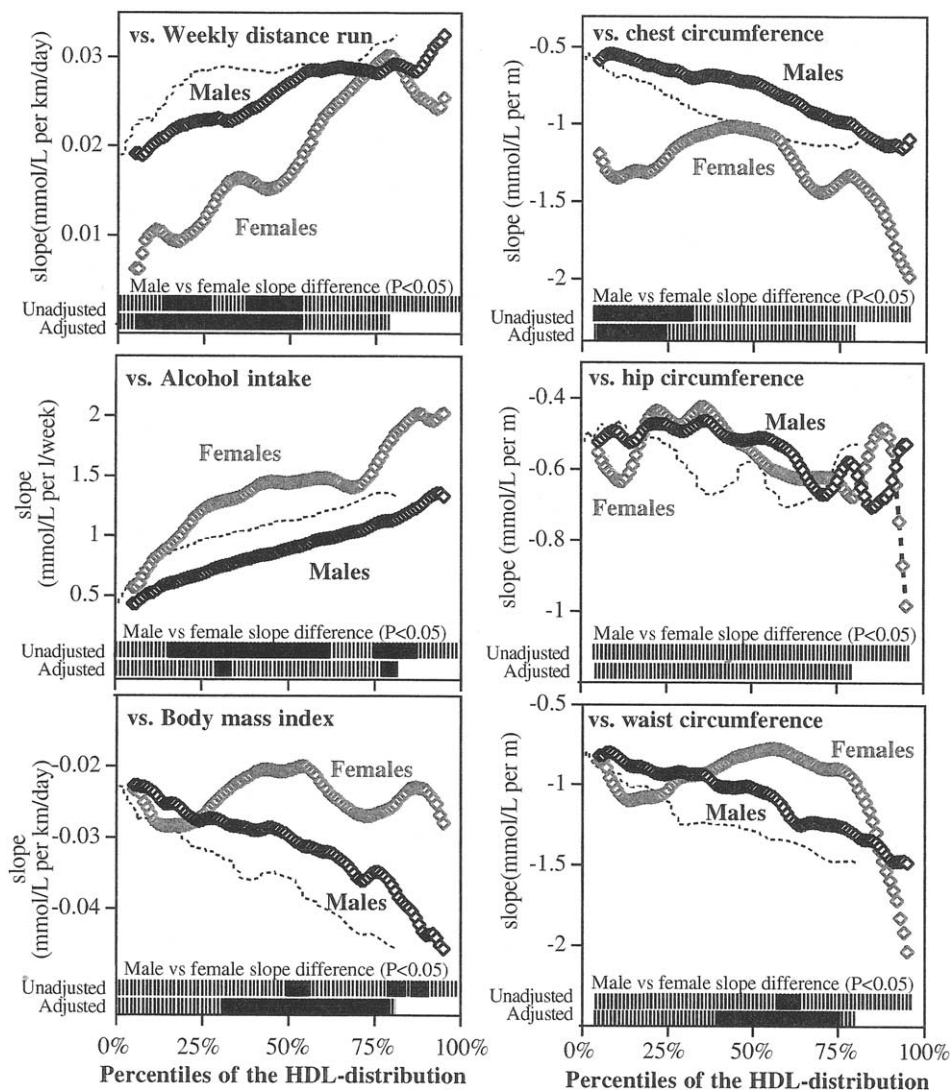 vs. Weekly distance run
0.03
0.02
0.01
slope(mmol/L per km/day)
Males
Females
Male vs female slope difference (P<0.05)
Unadjusted
Adjusted
vs. chest circumference
-0.5
-1
-1.5
-2
slope (mmol/L per m)
Males
Females
Male vs female slope difference (P<0.05)
Unadjusted
Adjusted
vs. Alcohol intake
2
1.5
1
0.5
slope
(mmol/L per l/week)
Females
Males
Male vs female slope difference (P<0.05)
Unadjusted
Adjusted
vs. hip circumference
-0.4
-0.6
-0.8
-1
slope (mmol/L per m)
Males
Females
Male vs female slope difference (P<0.05)
Unadjusted
Adjusted
vs. Body mass index
-0.02
-0.03
-0.04
slope
(mmol/L per km/day)
Females
Males
Male vs female slope difference (P<0.05)
Unadjusted
Adjusted
0% 25% 50% 75% 100%
Percentiles of the HDL-distribution
vs. waist circumference
-0.5
-1
-1.5
-2
slope(mmol/L per m)
Females
Males
Male vs female slope difference (P<0.05)
Unadjusted
Adjusted
0% 25% 50% 75% 100%
Percentiles of the HDL-distribution